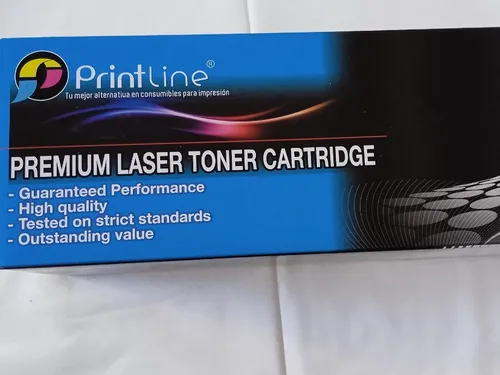 PrintLine®
Tu mejor alternativa en consumibles para impresión
PREMIUM LASER TONER CARTRIDGE
- Guaranteed Performance
- High quality
- Tested on strict standards
- Outstanding value